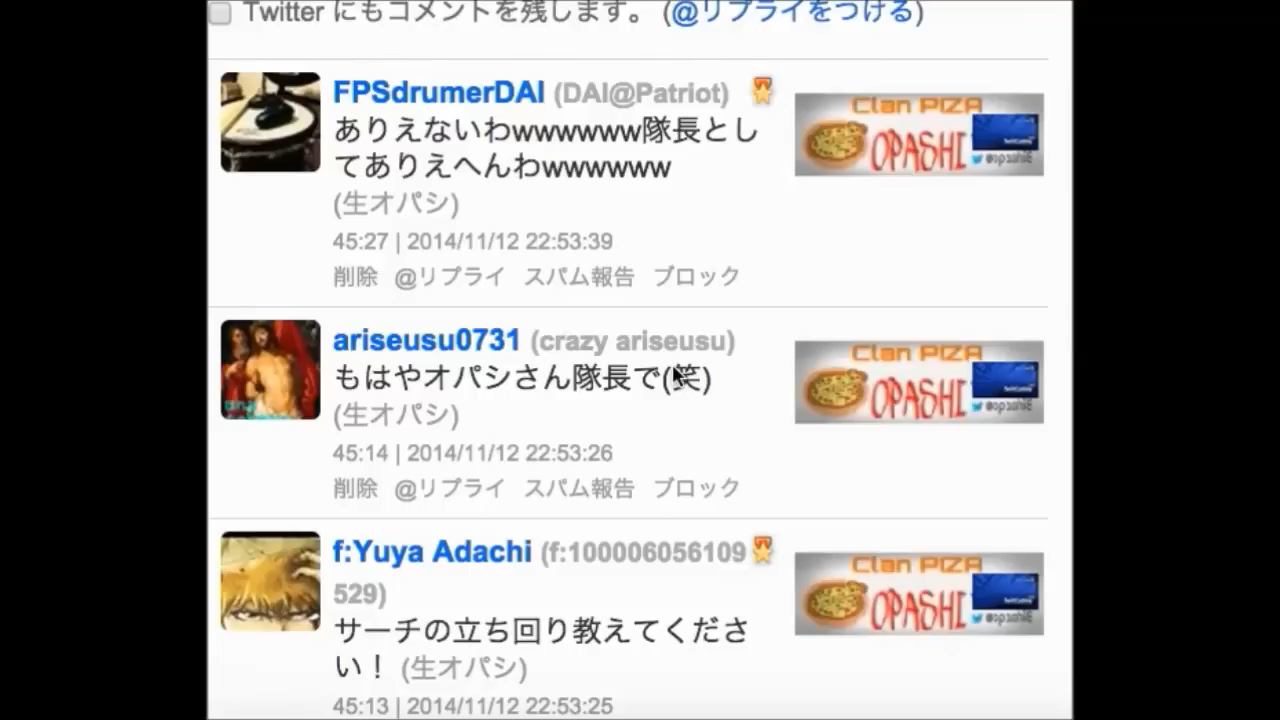 Twitter にもコメントを残します。 (@リプライをつける)
FPSdrumerDAI (DAI@Patriot)
Clan PIZA
ありえないわwwwwww隊長とし
OPASHI
てありえへんわwwwwww
(生オパシ)
45:27 | 2014/11/12 22:53:39
削除 @リプライ スパム報告 ブロック
ariseusu0731 (crazy ariseusu)
Clan PIZA
もはやオパシさん隊長で(笑)
OPASHI
(生オパシ)
45:14 | 2014/11/12 22:53:26
削除 @リプライ スパム報告 ブロック
f:Yuya Adachi (f:100006056109
Clan PIZA
529)
OPASHI
サーチの立ち回り教えてくださ
い！ (生オパシ)
45:13 | 2014/11/12 22:53:25